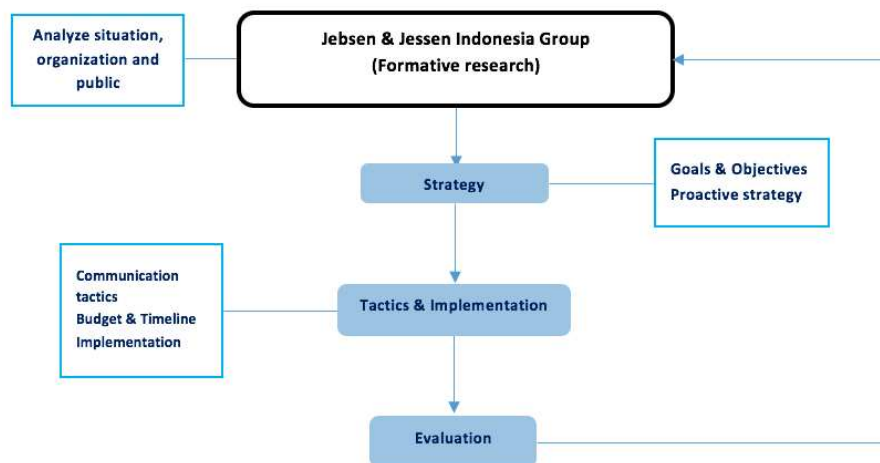 Analyze situation,
organization and
public
Jebsen & Jessen Indonesia Group
(Formative research)
Strategy
Goals & Objectives
Proactive strategy
Communication
tactics
Budget & Timeline
Implementation
Tactics & Implementation
Evaluation